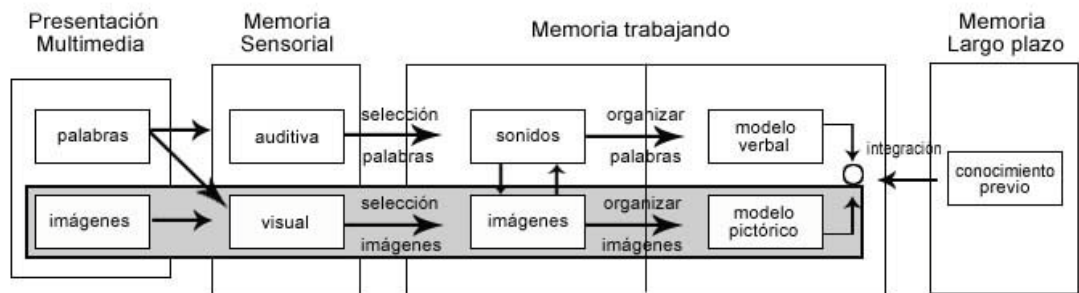 Presentación
Multimedia
Memoria
Sensorial
Memoria trabajando
Memoria
Largo plazo
palabras
auditiva
selección
palabras
sonidos
organizar
palabras
modelo
verbal
integración
conocimiento
previo
imágenes
visual
selección
imágenes
imágenes
organizar
imágenes
modelo
pictórico